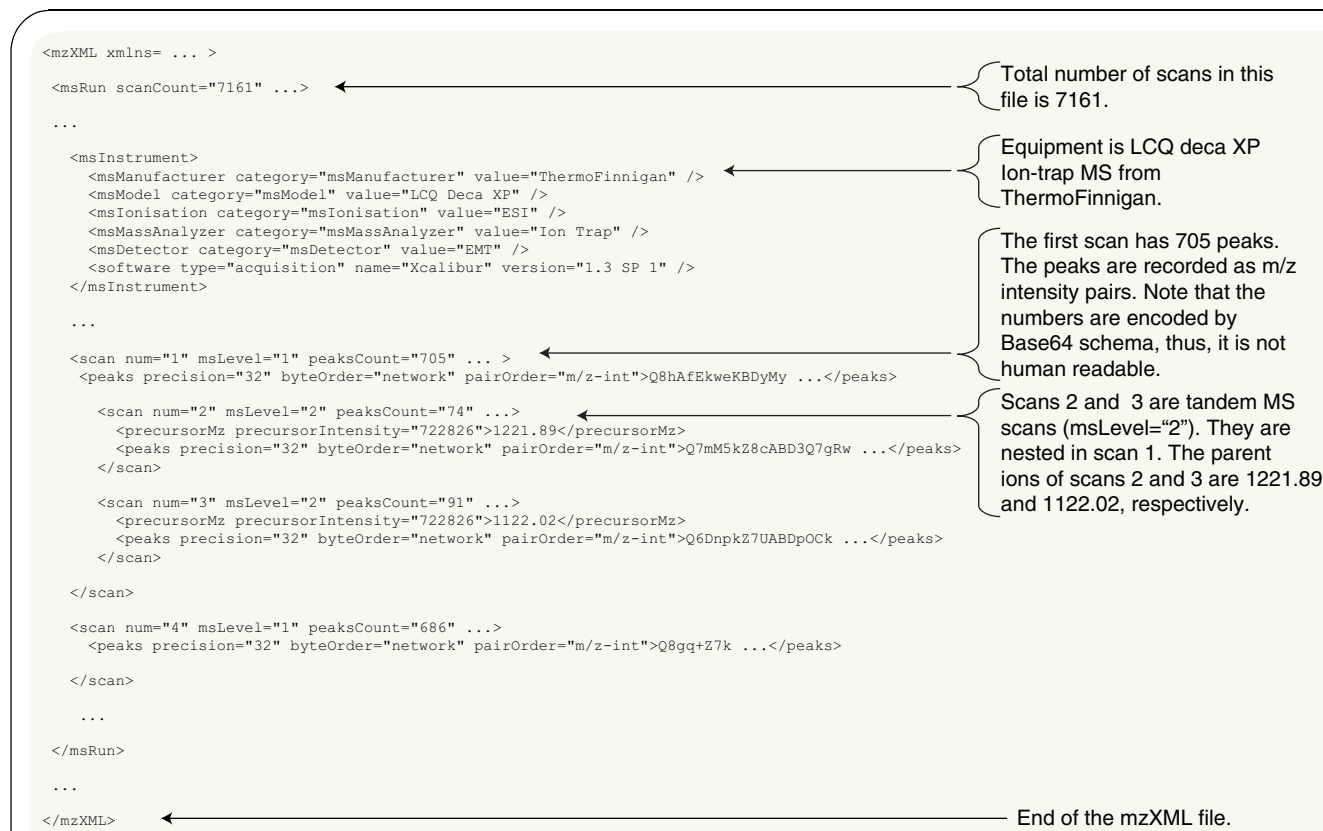 <mzXML xmlns= ... >
<msRun scanCount="7161" ...>
Total number of scans in this
file is 7161.
...
<msInstrument>
<msManufacturer category="msManufacturer" value="ThermoFinnigan" />
<msModel category="msModel" value="LCQ Deca XP" />
<msIonisation category="msIonisation" value="ESI" />
<msMassAnalyzer category="msMassAnalyzer" value="Ion Trap" />
<msDetector category="msDetector" value="EMT" />
<software type="acquisition" name="Xcalibur" version="1.3 SP 1" />
</msInstrument>
Equipment is LCQ deca XP
Ion-trap MS from
ThermoFinnigan.
...
<scan num="1" msLevel="1" peaksCount="705" ... >
<peaks precision="32" byteOrder="network" pairOrder="m/z-int">Q8hAfEkweKBDyMy ...</peaks>
The first scan has 705 peaks.
The peaks are recorded as m/z
intensity pairs. Note that the
numbers are encoded by
Base64 schema, thus, it is not
human readable.
<scan num="2" msLevel="2" peaksCount="74" ...>
<precursorMz precursorIntensity="722826">1221.89</precursorMz>
<peaks precision="32" byteOrder="network" pairOrder="m/z-int">Q7mM5kZ8cABD3Q7gRw ...</peaks>
</scan>
<scan num="3" msLevel="2" peaksCount="91" ...>
<precursorMz precursorIntensity="722826">1122.02</precursorMz>
<peaks precision="32" byteOrder="network" pairOrder="m/z-int">Q6DnpkZ7UABDpOCk ...</peaks>
</scan>
Scans 2 and 3 are tandem MS
scans (msLevel=“2”). They are
nested in scan 1. The parent
ions of scans 2 and 3 are 1221.89
and 1122.02, respectively.
</scan>
<scan num="4" msLevel="1" peaksCount="686" ...>
<peaks precision="32" byteOrder="network" pairOrder="m/z-int">Q8gq+Z7k ...</peaks>
</scan>
...
</msRun>
...
</mzXML>
End of the mzXML file.